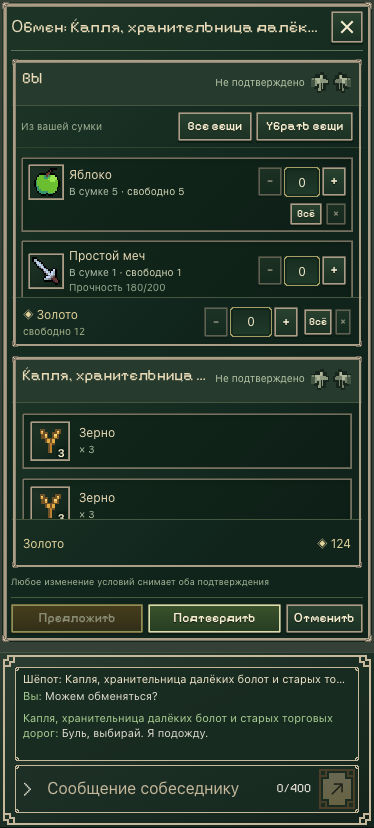 Обмен: Капля, хранительница далёк...
Вы
Не подтверждено
Из вашей сумки
Все вещи
Убрать вещи
Яблоко
В сумке 5 · свободно 5
- 0 +
Всё ×
Простой меч
В сумке 1 · свободно 1
Прочность 180/200
- 0 +
Золото
свободно 12
- 0 + Всё ×
Капля, хранительница ...
Не подтверждено
3
Зерно
x 3
3
Зерно
x 3
Золото
124
Любое изменение условий снимает оба подтверждения
Предложить
Подтвердить
Отменить
Шёпот: Капля, хранительница далёких болот и старых то...
Вы: Можем обменяться?
Капля, хранительница далёких болот и старых торговых
дорог: Буль, выбирай. Я подожду.
Сообщение собеседнику
0/400